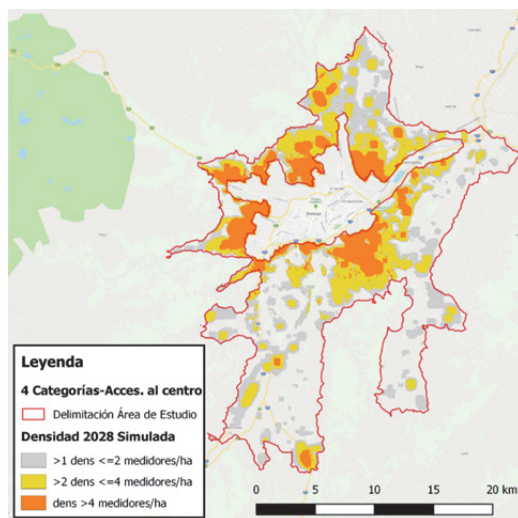 Leyenda
4 Categorías-Acces. al centro
Delimitación Área de Estudio
Densidad 2028 Simulada
>1 dens <=2 medidores/ha
>2 dens <=4 medidores/ha
dens >4 medidores/ha
0 5 10 15 20 km